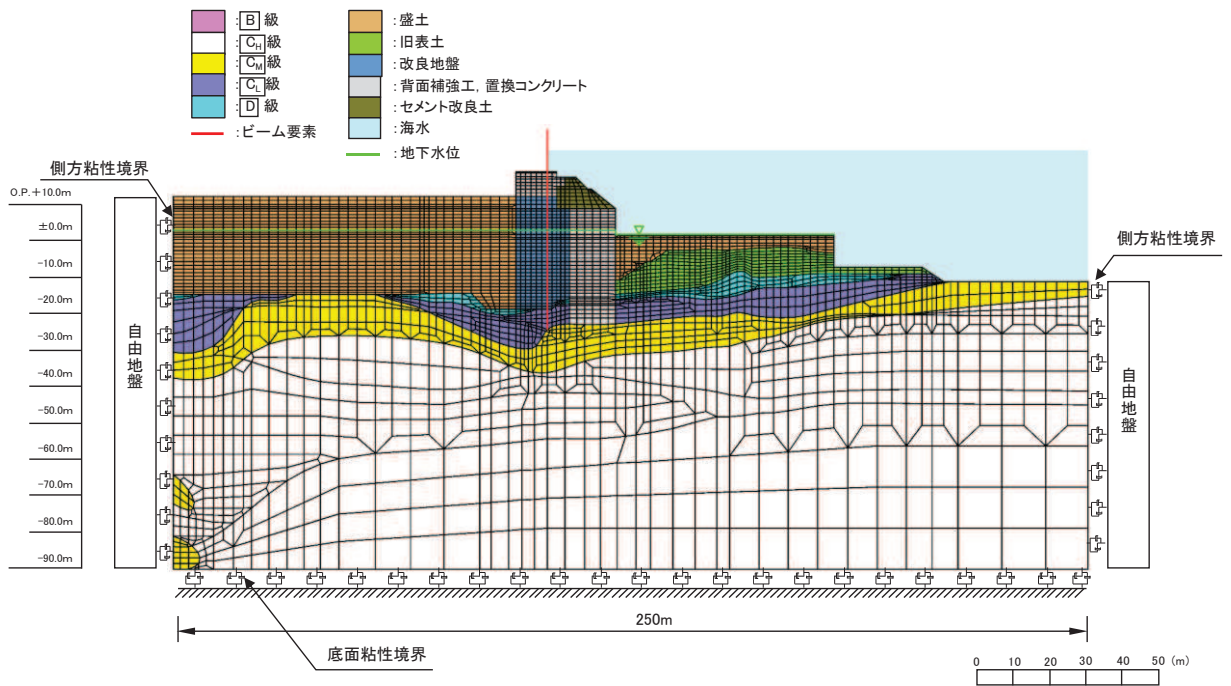 :B級
:CH級
:CM級
:CL級
:D 級
:ビーム要素
:盛土
:旧表土
:改良地盤
:背面補強工, 置換コンクリート
:セメント改良土
:海水
:地下水位
側方粘性境界
O.P.+10.0m
±0.0m
-10.0m
-20.0m
-30.0m
-40.0m
-50.0m
-60.0m
-70.0m
-80.0m
-90.0m
自由地盤
側方粘性境界
自由地盤
250m
底面粘性境界
0 10 20 30 40 50 (m)